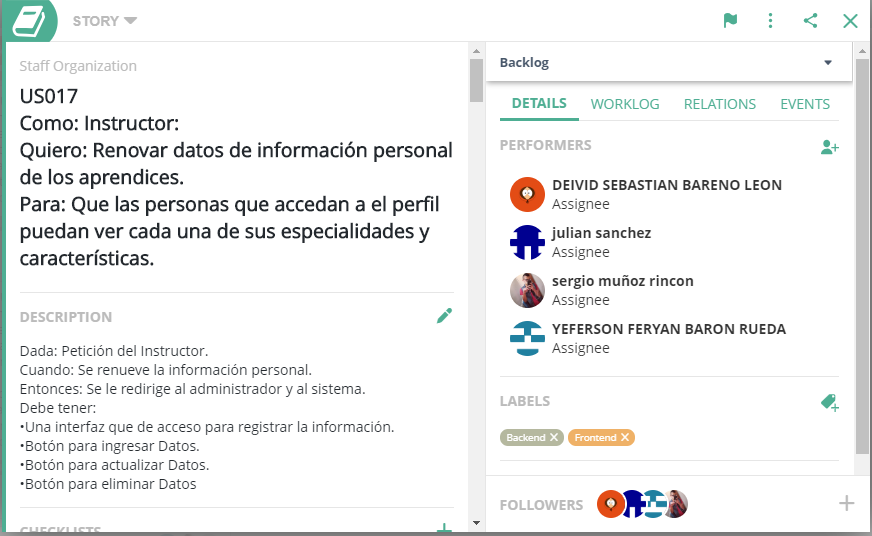 STORY
Staff Organization
US017
Como: Instructor:
Quiero: Renovar datos de información personal
de los aprendices.
Para: Que las personas que accedan a el perfil
puedan ver cada una de sus especialidades y
características.
DESCRIPTION
Dada: Petición del Instructor.
Cuando: Se renueve la información personal.
Entonces: Se le redirige al administrador y al sistema.
Debe tener:
•Una interfaz que de acceso para registrar la información.
•Botón para ingresar Datos.
•Botón para actualizar Datos.
•Botón para eliminar Datos
CHECKLISTS
Backlog
DETAILS WORKLOG RELATIONS EVENTS
PERFORMERS
DEIVID SEBASTIAN BARENO LEON
Assignee
julian sanchez
Assignee
sergio muñoz rincon
Assignee
YEFERSON FERYAN BARON RUEDA
Assignee
LABELS
Backend Frontend
FOLLOWERS